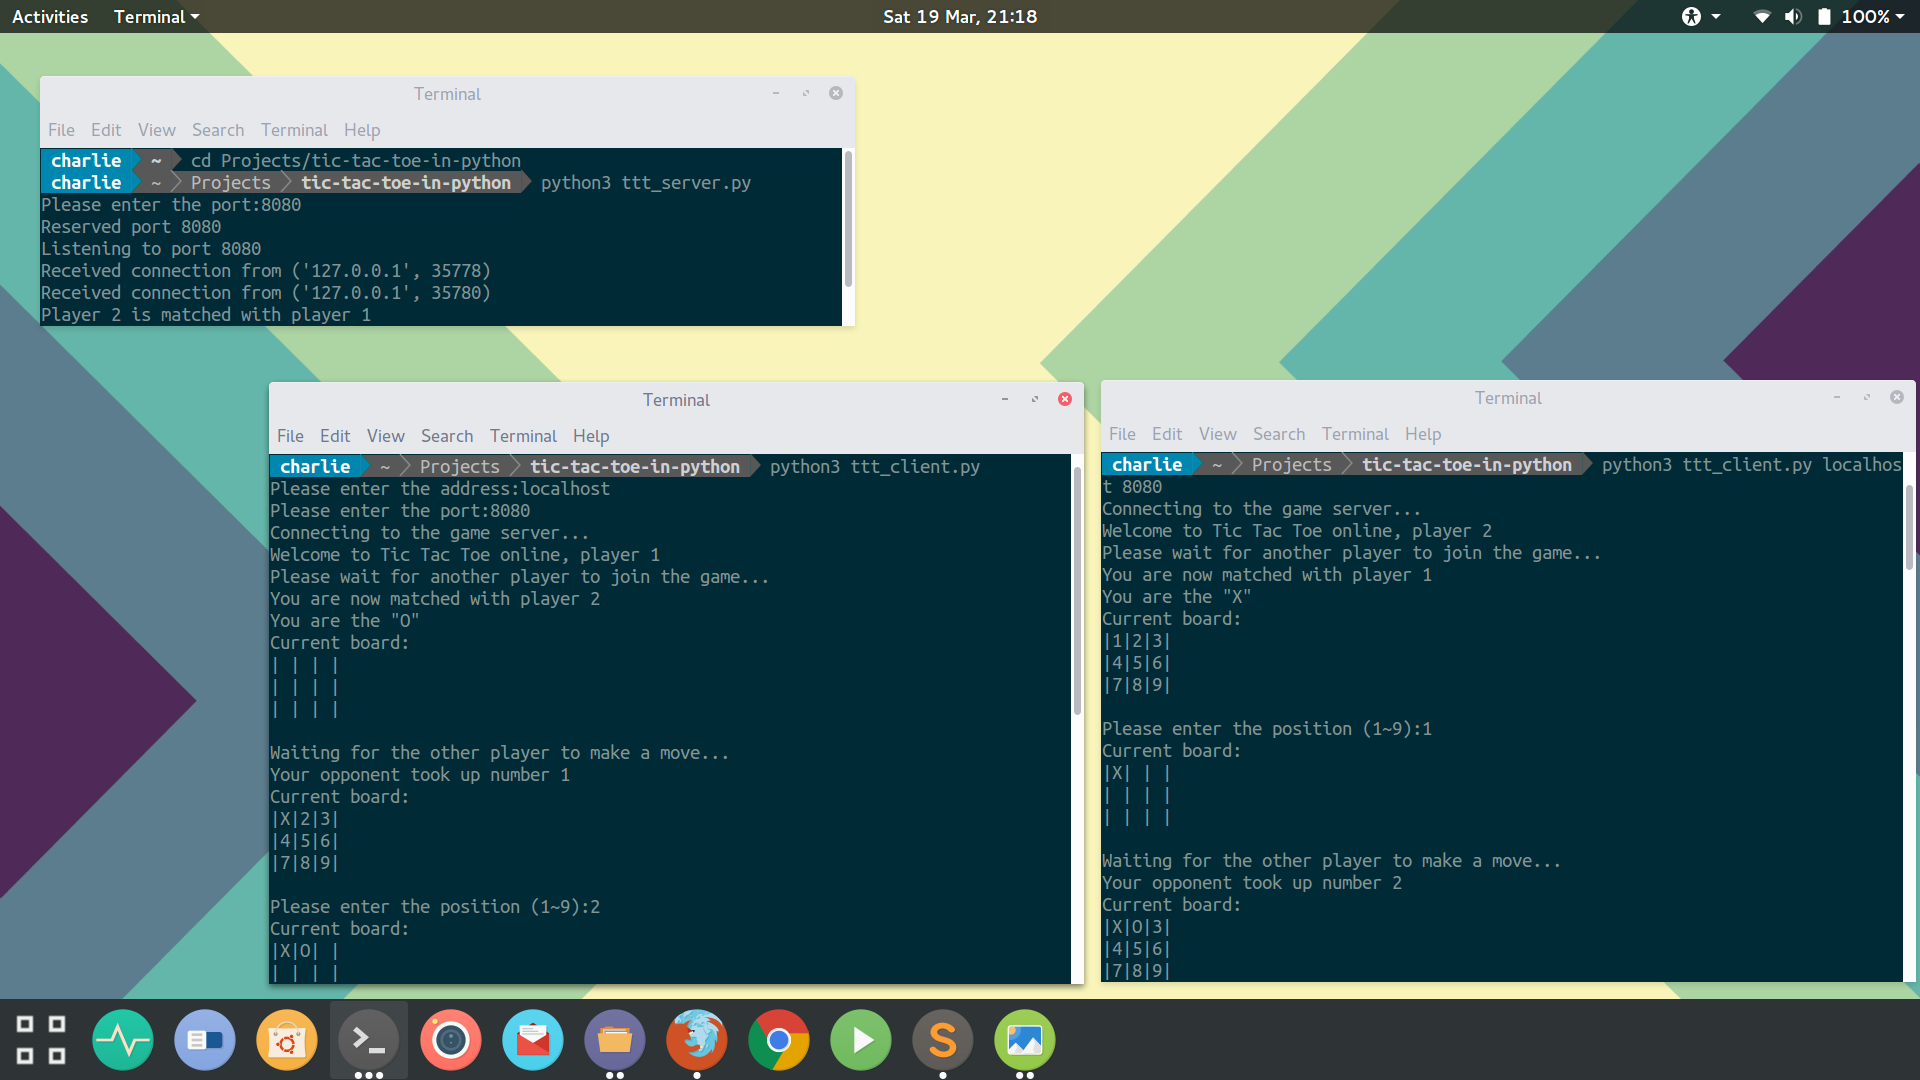 Activities Terminal Sat 19 Mar, 21:18 100%
Terminal
File Edit View Search Terminal Help
charlie ~ cd Projects/tic-tac-toe-in-python
charlie ~ Projects tic-tac-toe-in-python python3 ttt_server.py
Please enter the port:8080
Reserved port 8080
Listening to port 8080
Received connection from ('127.0.0.1', 35778)
Received connection from ('127.0.0.1', 35780)
Player 2 is matched with player 1
Terminal
File Edit View Search Terminal Help
charlie ~ Projects tic-tac-toe-in-python python3 ttt_client.py
Please enter the address:localhost
Please enter the port:8080
Connecting to the game server...
Welcome to Tic Tac Toe online, player 1
Please wait for another player to join the game...
You are now matched with player 2
You are the "O"
Current board:
| | | |
| | | |
| | | |
Waiting for the other player to make a move...
Your opponent took up number 1
Current board:
|X|2|3|
|4|5|6|
|7|8|9|
Please enter the position (1~9):2
Current board:
|X|O| |
| | | |
Terminal
File Edit View Search Terminal Help
charlie ~ Projects tic-tac-toe-in-python python3 ttt_client.py localhos
t 8080
Connecting to the game server...
Welcome to Tic Tac Toe online, player 2
Please wait for another player to join the game...
You are now matched with player 1
You are the "X"
Current board:
|1|2|3|
|4|5|6|
|7|8|9|
Please enter the position (1~9):1
Current board:
|X| | |
| | | |
| | | |
Waiting for the other player to make a move...
Your opponent took up number 2
Current board:
|X|O|3|
|4|5|6|
|7|8|9|